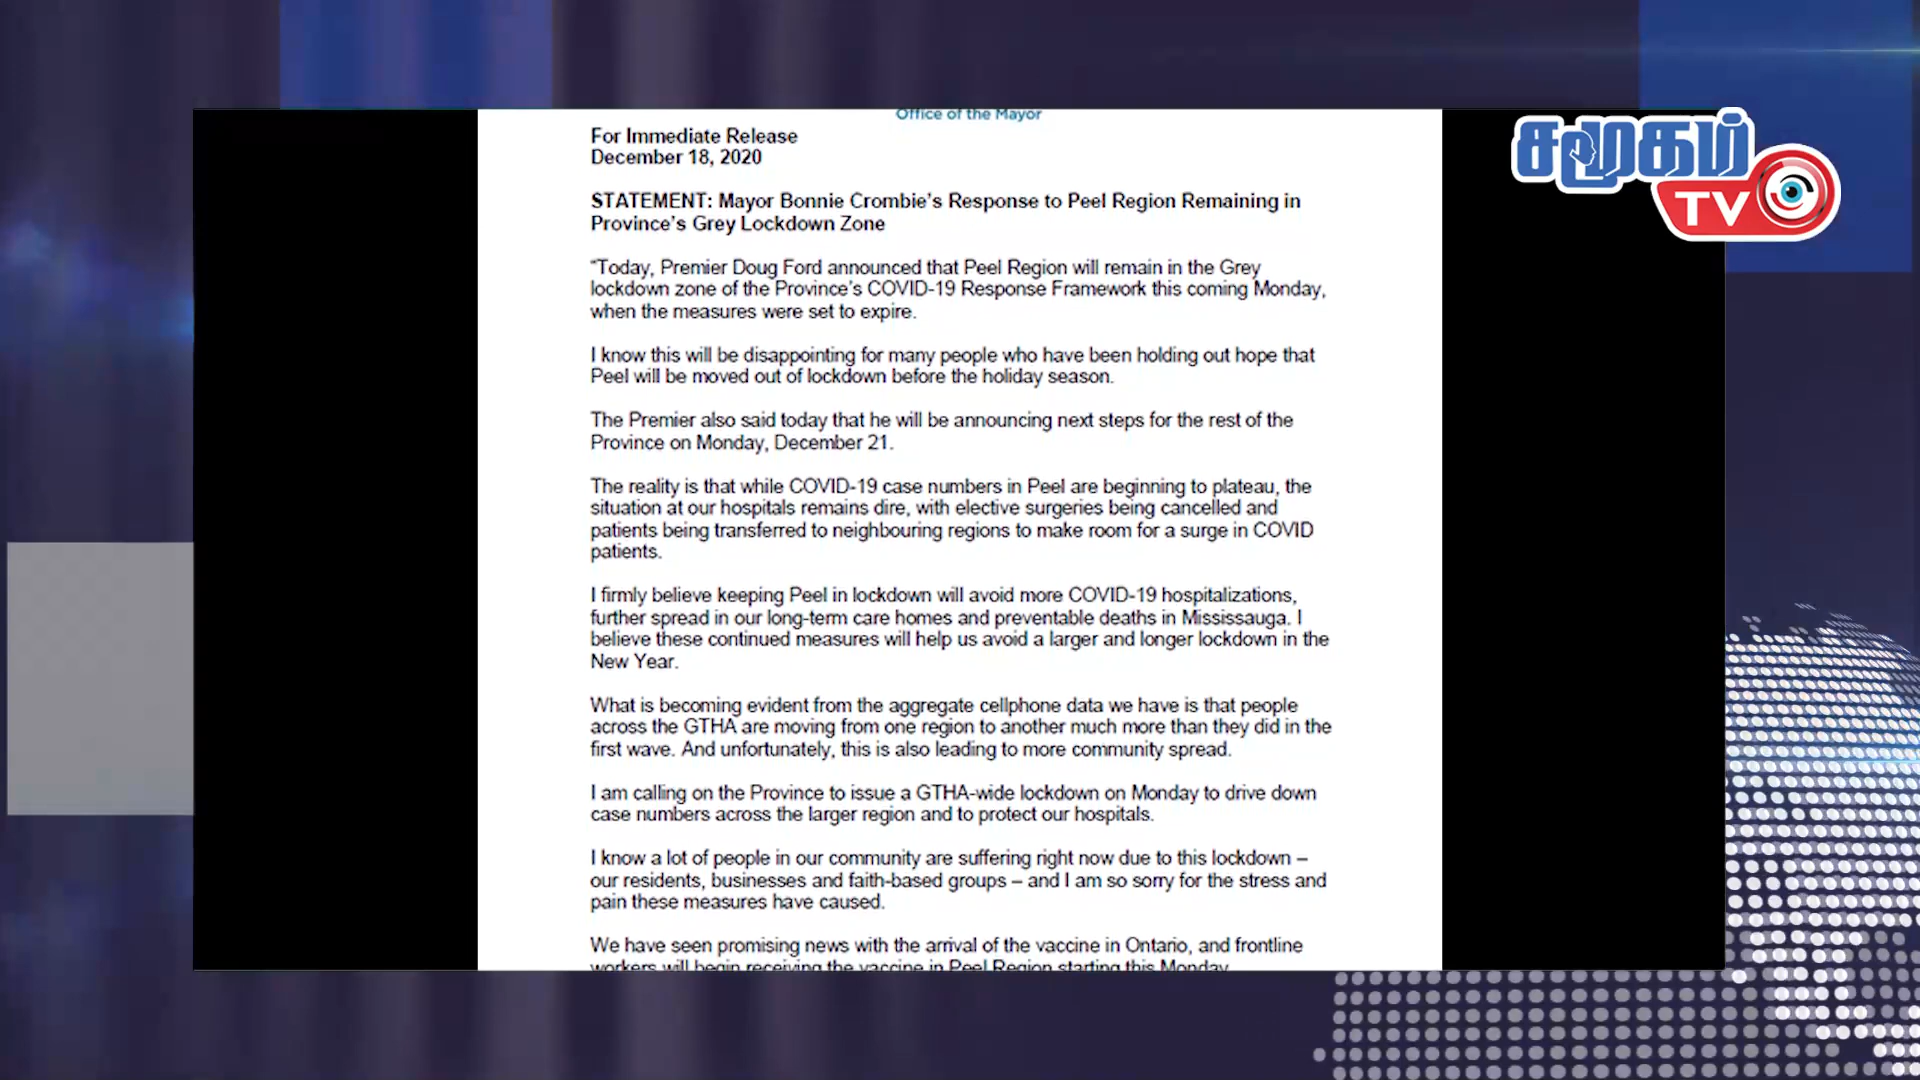 Office of the Mayor
For Immediate Release
December 18, 2020
STATEMENT: Mayor Bonnie Crombie's Response to Peel Region Remaining in
Province's Grey Lockdown Zone
"Today, Premier Doug Ford announced that Peel Region will remain in the Grey
lockdown zone of the Province's COVID-19 Response Framework this coming Monday,
when the measures were set to expire.
I know this will be disappointing for many people who have been holding out hope that
Peel will be moved out of lockdown before the holiday season.
The Premier also said today that he will be announcing next steps for the rest of the
Province on Monday, December 21.
The reality is that while COVID-19 case numbers in Peel are beginning to plateau, the
situation at our hospitals remains dire, with elective surgeries being cancelled and
patients being transferred to neighbouring regions to make room for a surge in COVID
patients.
I firmly believe keeping Peel in lockdown will avoid more COVID-19 hospitalizations,
further spread in our long-term care homes and preventable deaths in Mississauga. I
believe these continued measures will help us avoid a larger and longer lockdown in the
New Year.
What is becoming evident from the aggregate cellphone data we have is that people
across the GTHA are moving from one region to another much more than they did in the
first wave. And unfortunately, this is also leading to more community spread.
I am calling on the Province to issue a GTHA-wide lockdown on Monday to drive down
case numbers across the larger region and to protect our hospitals.
I know a lot of people in our community are suffering right now due to this lockdown –
our residents, businesses and faith-based groups – and I am so sorry for the stress and
pain these measures have caused.
We have seen promising news with the arrival of the vaccine in Ontario, and frontline
workers will begin receiving the vaccine in Peel Region starting this Monday.
சமூகம்
TV